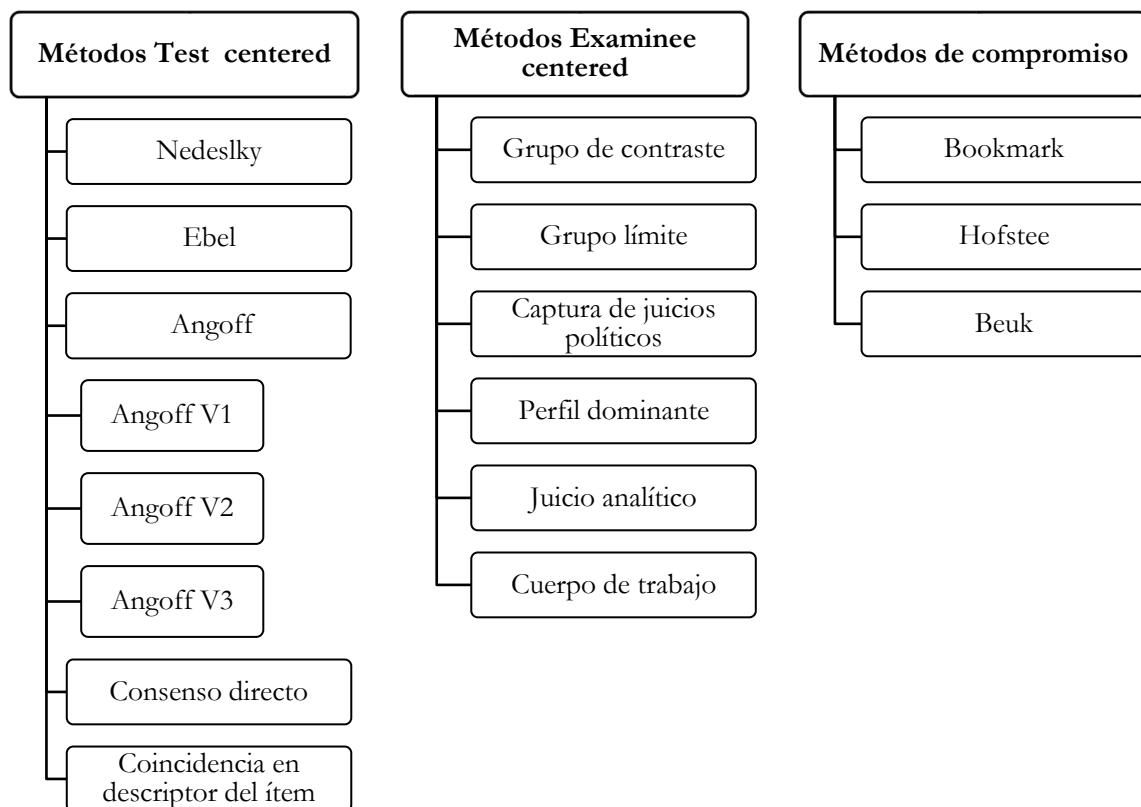 Métodos Test centered
Nedeslky
Ebel
Angoff
Angoff V1
Angoff V2
Angoff V3
Consenso directo
Coincidencia en
descriptor del ítem
Métodos Examinee
centered
Grupo de contraste
Grupo límite
Captura de juicios
políticos
Perfil dominante
Juicio analítico
Cuerpo de trabajo
Métodos de compromiso
Bookmark
Hofstee
Beuk